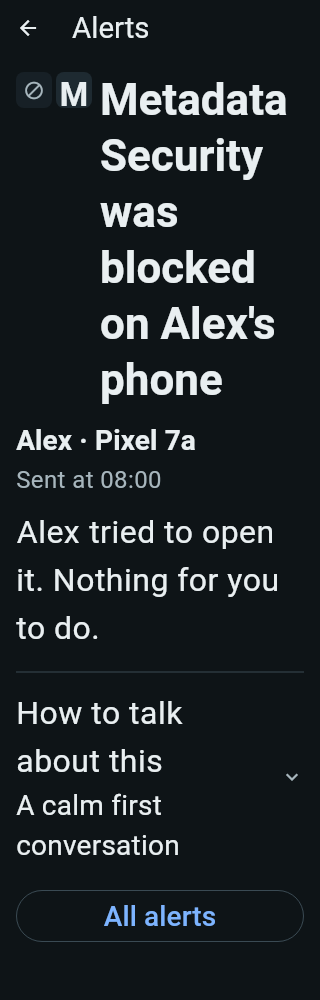 Alerts
M
Metadata
Security
was
blocked
on Alex's
phone
Alex · Pixel 7a
Sent at 08:00
Alex tried to open
it. Nothing for you
to do.
How to talk
about this
A calm first
conversation
All alerts